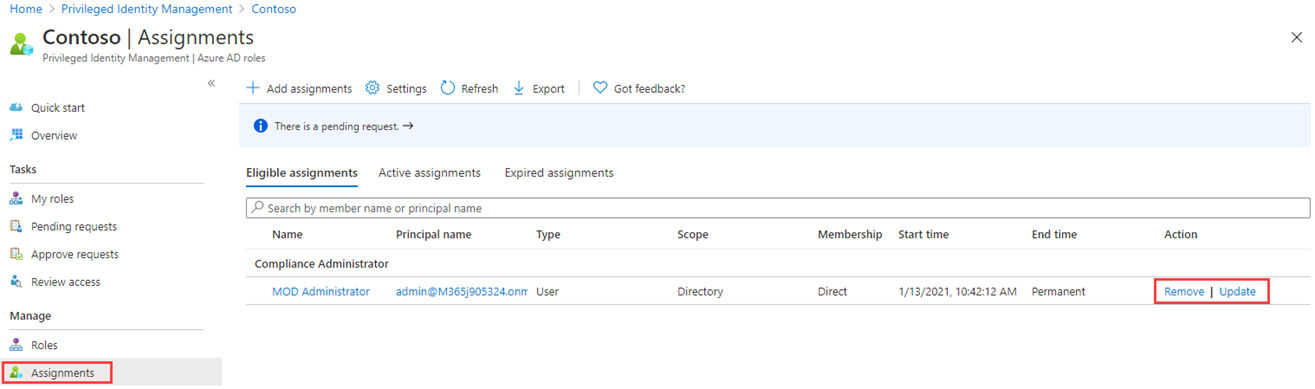 Home > Privileged Identity Management > Contoso
Contoso | Assignments
Privileged Identity Management | Azure AD roles
«
Quick start
Overview
Tasks
My roles
Pending requests
Approve requests
Review access
Manage
Roles
Assignments
+ Add assignments Settings Refresh Export Got feedback?
There is a pending request. →
Eligible assignments Active assignments Expired assignments
Search by member name or principal name
Name Principal name Type Scope Membership Start time End time Action
Compliance Administrator
MOD Administrator admin@M365j905324.onm User Directory Direct 1/13/2021, 10:42:12 AM Permanent Remove | Update